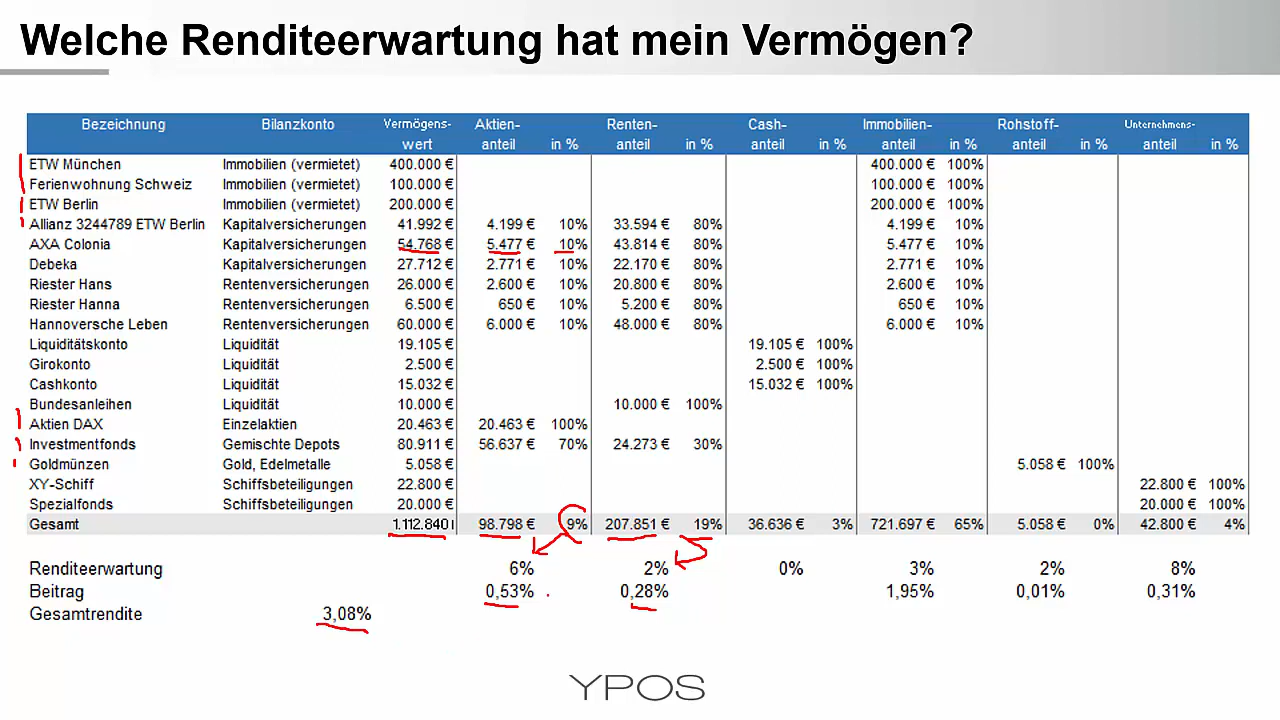 Welche Renditeerwartung hat mein Vermögen?
Bezeichnung Bilanzkonto Vermögens- Aktien- Renten- Cash- Immobilien- Rohstoff- Unternehmens-
wert anteil in % anteil in % anteil in % anteil in % anteil in % anteil in %
ETW München Immobilien (vermietet) 400.000 € 400.000 € 100%
Ferienwohnung Schweiz Immobilien (vermietet) 100.000 € 100.000 € 100%
ETW Berlin Immobilien (vermietet) 200.000 € 200.000 € 100%
Allianz 3244789 ETW Berlin Kapitalversicherungen 41.992 € 4.199 € 10% 33.594 € 80% 4.199 € 10%
AXA Colonia Kapitalversicherungen 54.768 € 5.477 € 10% 43.814 € 80% 5.477 € 10%
Debeka Kapitalversicherungen 27.712 € 2.771 € 10% 22.170 € 80% 2.771 € 10%
Riester Hans Rentenversicherungen 26.000 € 2.600 € 10% 20.800 € 80% 2.600 € 10%
Riester Hanna Rentenversicherungen 6.500 € 650 € 10% 5.200 € 80% 650 € 10%
Hannoversche Leben Rentenversicherungen 60.000 € 6.000 € 10% 48.000 € 80% 6.000 € 10%
Liquiditätskonto Liquidität 19.105 € 19.105 € 100%
Girokonto Liquidität 2.500 € 2.500 € 100%
Cashkonto Liquidität 15.032 € 15.032 € 100%
Bundesanleihen Liquidität 10.000 € 10.000 € 100%
Aktien DAX Einzelaktien 20.463 € 20.463 € 100%
Investmentfonds Gemischte Depots 80.911 € 56.637 € 70% 24.273 € 30%
Goldmünzen Gold, Edelmetalle 5.058 € 5.058 € 100%
XY-Schiff Schiffsbeteiligungen 22.800 € 22.800 € 100%
Spezialfonds Schiffsbeteiligungen 20.000 € 20.000 € 100%
Gesamt 1.112.840 98.798 € 9% 207.851 € 19% 36.636 € 3% 721.697 € 65% 5.058 € 0% 42.800 € 4%
Renditeerwartung 6% 2% 0% 3% 2% 8%
Beitrag 0,53% 0,28% 1,95% 0,01% 0,31%
Gesamtrendite 3,08%
YPOS